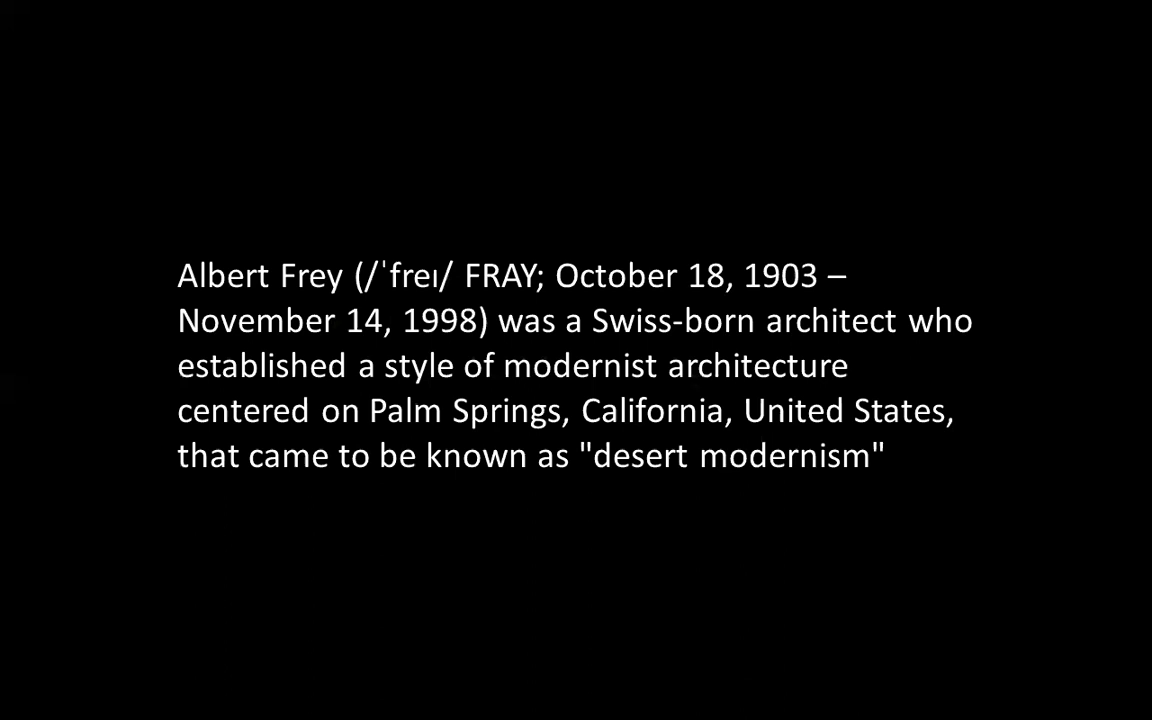 Albert Frey (/ˈfreɪ/ FRAY; October 18, 1903 –
November 14, 1998) was a Swiss-born architect who
established a style of modernist architecture
centered on Palm Springs, California, United States,
that came to be known as "desert modernism"